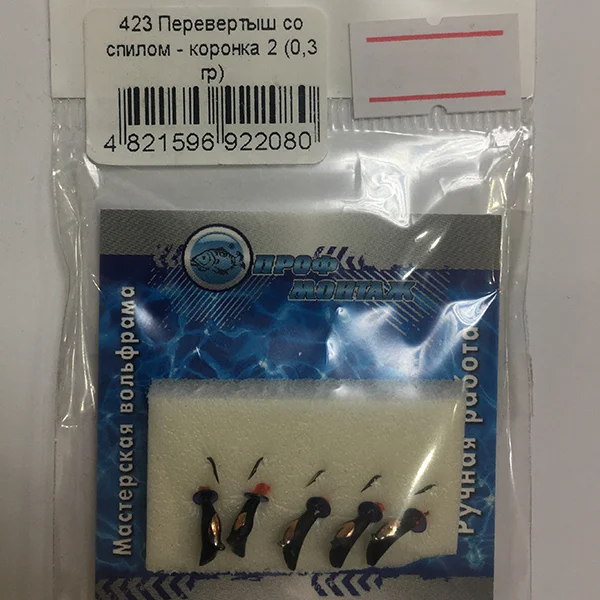 423 Перевертыш со
спилом - коронка 2 (0,3
гр)
4 821596 922080
ПРОФ
МОНТАЖ
Мастерская вольфрама
Ручная работа